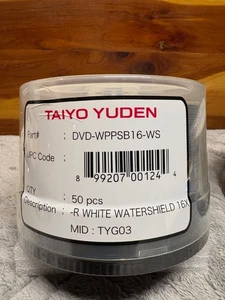 TAIYO YUDEN
Part# : DVD-WPPSB16-WS
UPC Code :
8 99207 00124 4
QTY : 50 pcs
Description : -R WHITE WATERSHIELD 16X
MID : TYG03